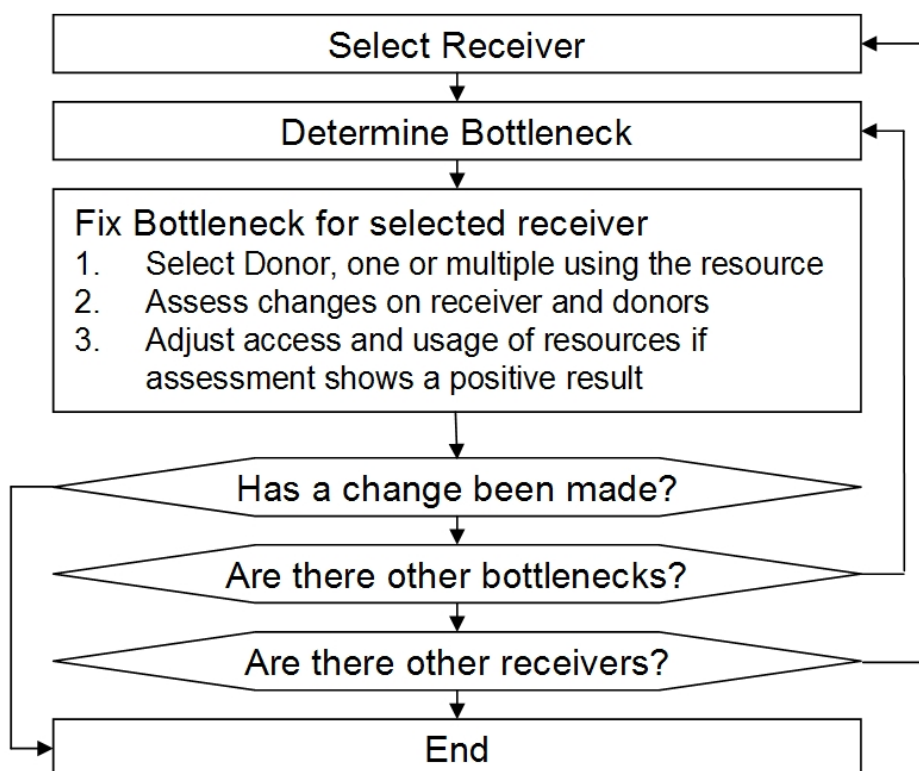 Select Receiver
Determine Bottleneck
Fix Bottleneck for selected receiver
1. Select Donor, one or multiple using the resource
2. Assess changes on receiver and donors
3. Adjust access and usage of resources if
assessment shows a positive result
Has a change been made?
Are there other bottlenecks?
Are there other receivers?
End